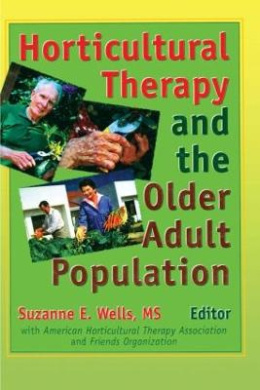 Horticultural
Therapy
and
the
Older
Adult
Population
Suzanne E. Wells, MS Editor
with American Horticultural Therapy Association
and Friends Organization